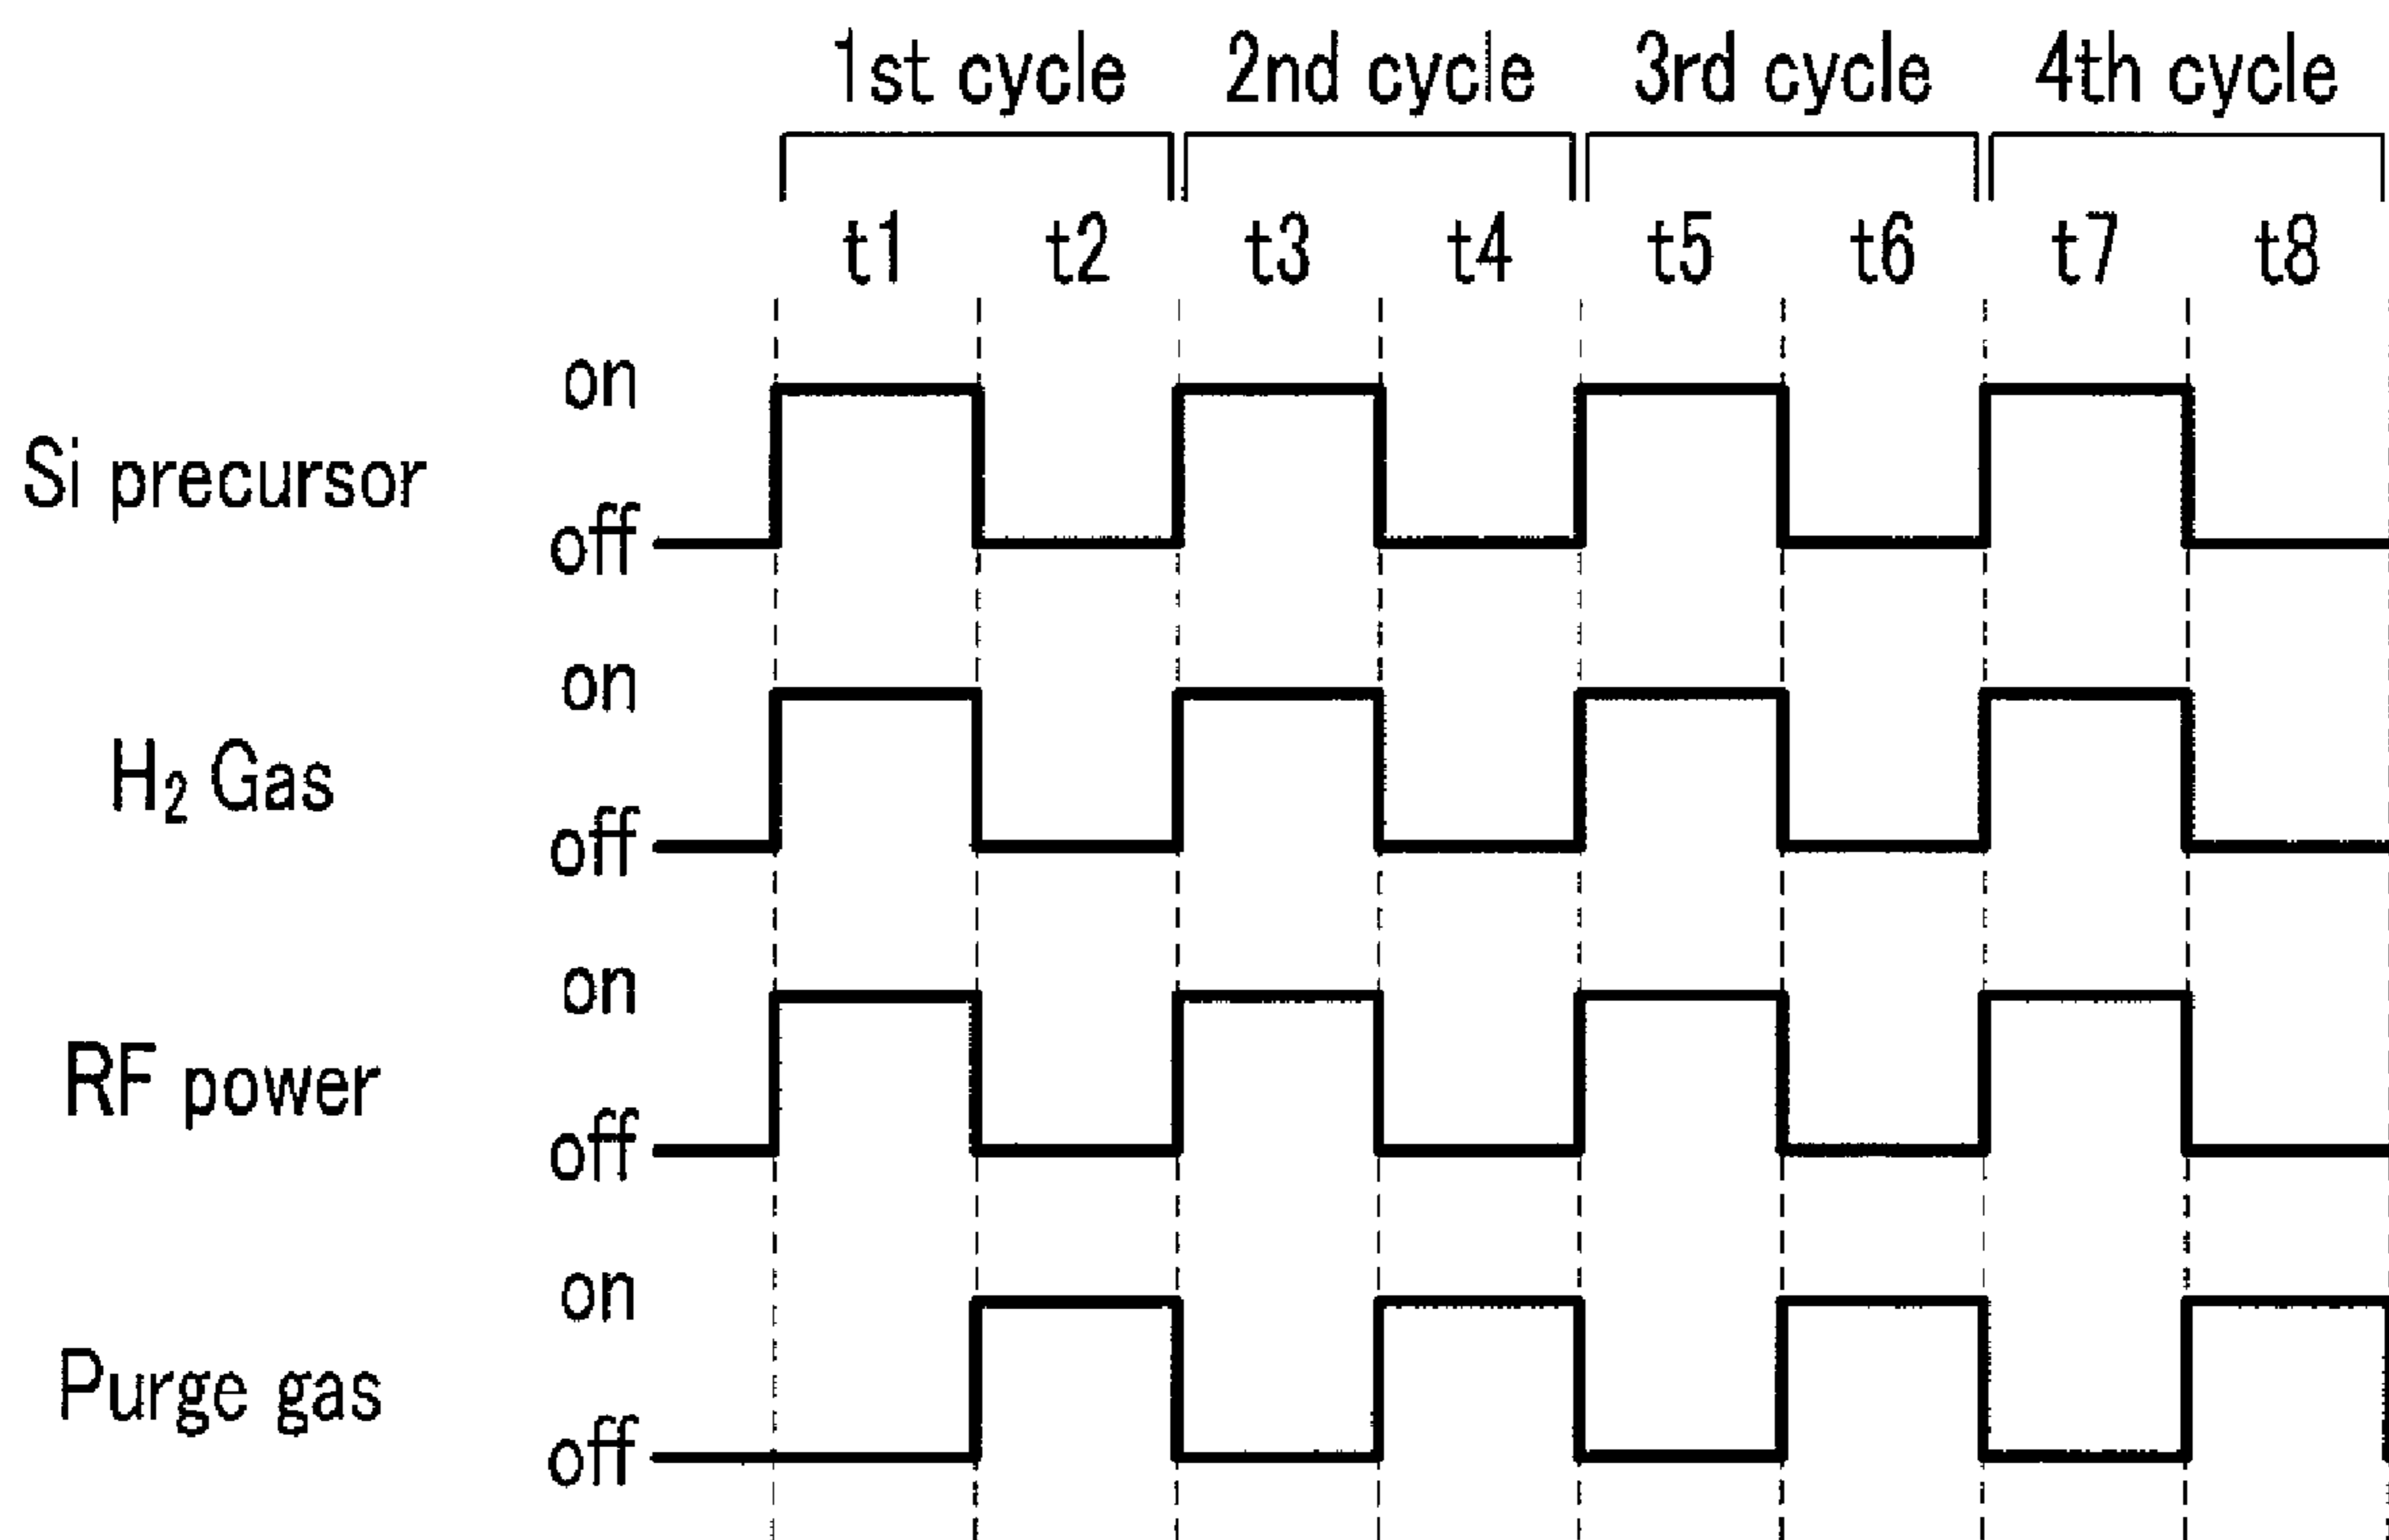 1st cycle 2nd cycle 3rd cycle 4th cycle
t1 t2 t3 t4 t5 t6 t7 t8
on
Si precursor
off
on
H₂ Gas
off
on
RF power
off
on
Purge gas
off